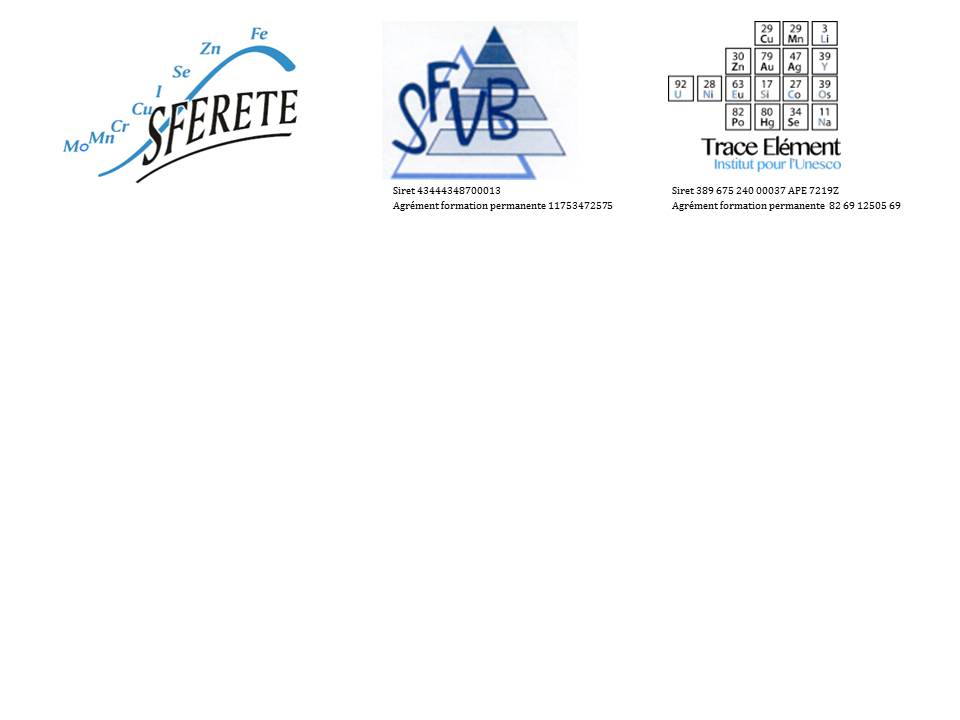 Fe
Zn
Se
I
Cu
Cr
Mn
Mo
SFERETE
SFVB
29 29 3
Cu Mn Li
30 79 47 39
Zn Au Ag Y
92 28 63 17 27 39
U Ni Eu Si Co Os
82 80 34 11
Po Hg Se Na
Trace Elément
Institut pour l'Unesco
Siret 43444348700013
Agrément formation permanente 11753472575
Siret 389 675 240 00037 APE 7219Z
Agrément formation permanente 82 69 12505 69